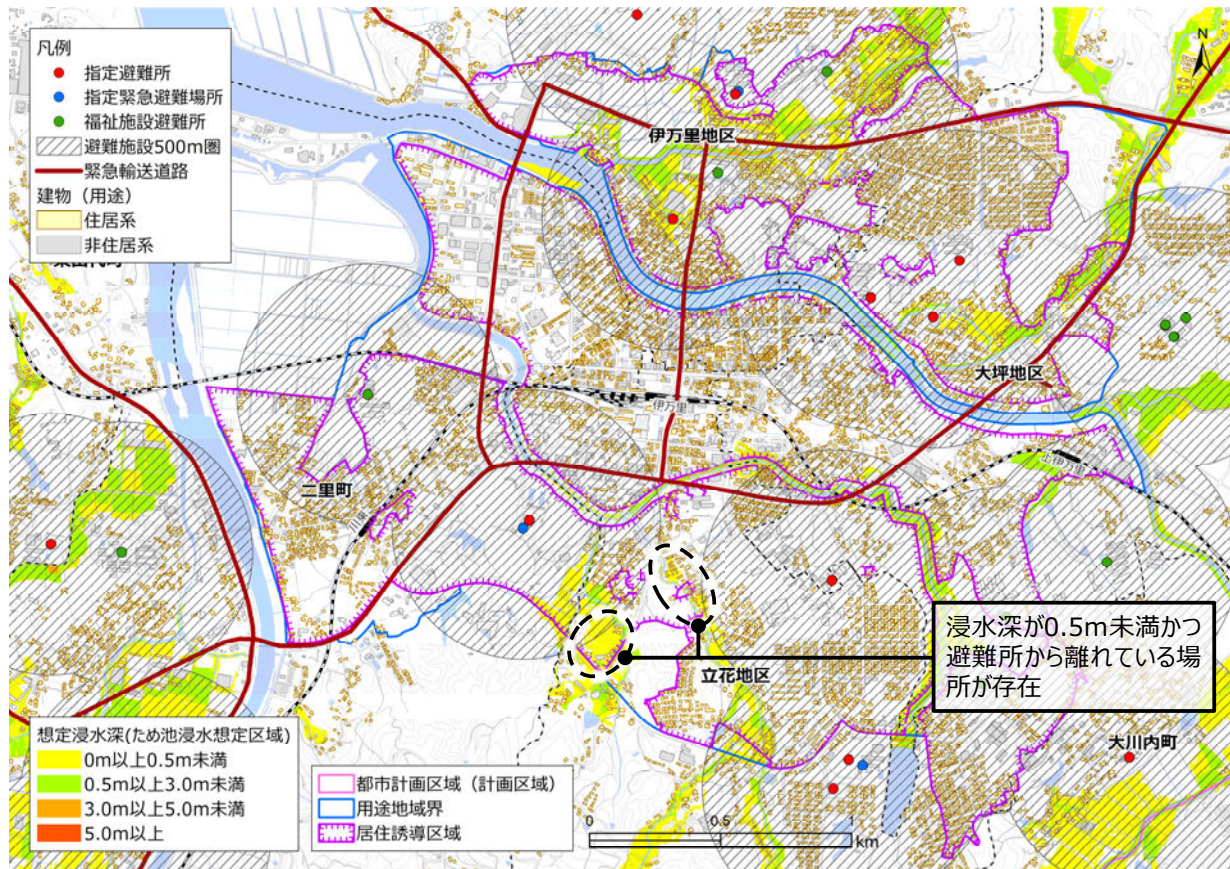 凡例
指定避難所
指定緊急避難場所
福祉施設避難所
避難施設500m圏
緊急輸送道路
建物（用途）
住居系
非住居系
N
伊万里地区
大坪地区
伊万里
上伊万里
二里町
川東
浸水深が0.5m未満かつ
避難所から離れている場
所が存在
立花地区
大川内町
想定浸水深(ため池浸水想定区域)
0m以上0.5m未満
0.5m以上3.0m未満
3.0m以上5.0m未満
5.0m以上
都市計画区域（計画区域）
用途地域界
居住誘導区域
0 0.5 1
km